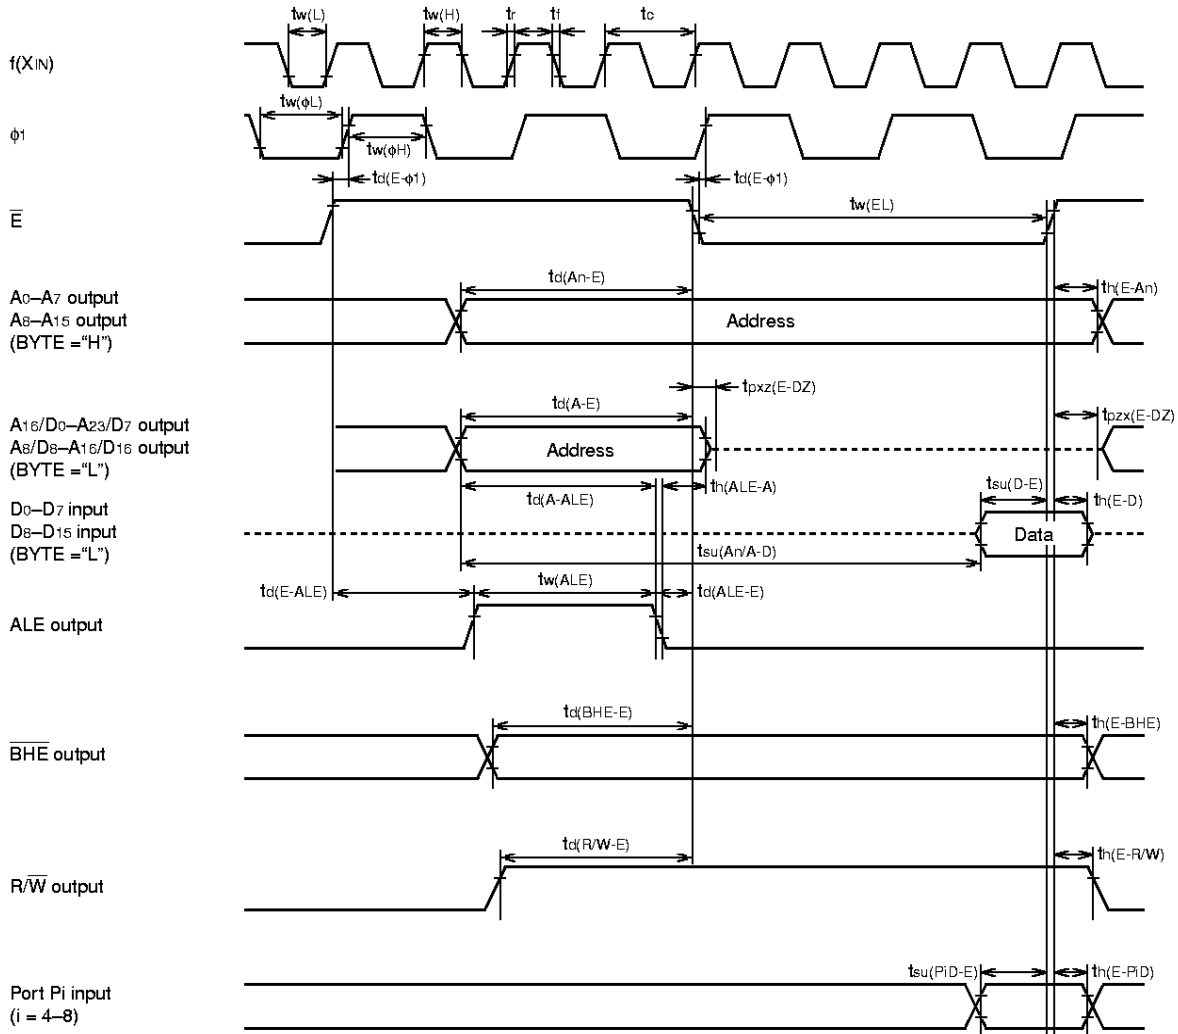 tw(L) tw(H) tr tf tc
f(XIN)
tw(ϕL)
ϕ1
tw(ϕH)
td(E-ϕ1) td(E-ϕ1)
E̅ tw(EL)
td(An-E) th(E-An)
A0–A7 output
A8–A15 output Address
(BYTE =“H”)
tpxz(E-DZ)
td(A-E) tpzx(E-DZ)
A16/D0–A23/D7 output
A8/D8–A16/D16 output Address
(BYTE =“L”)
td(A-ALE) th(ALE-A) tsu(D-E) th(E-D)
D0–D7 input
D8–D15 input Data
(BYTE =“L”)
tsu(An/A-D)
td(E-ALE) tw(ALE) td(ALE-E)
ALE output
td(BHE-E) th(E-BHE)
B̅H̅E̅ output
td(R/W-E) th(E-R/W)
R/W̅ output
tsu(PiD-E) th(E-PiD)
Port Pi input
(i = 4–8)